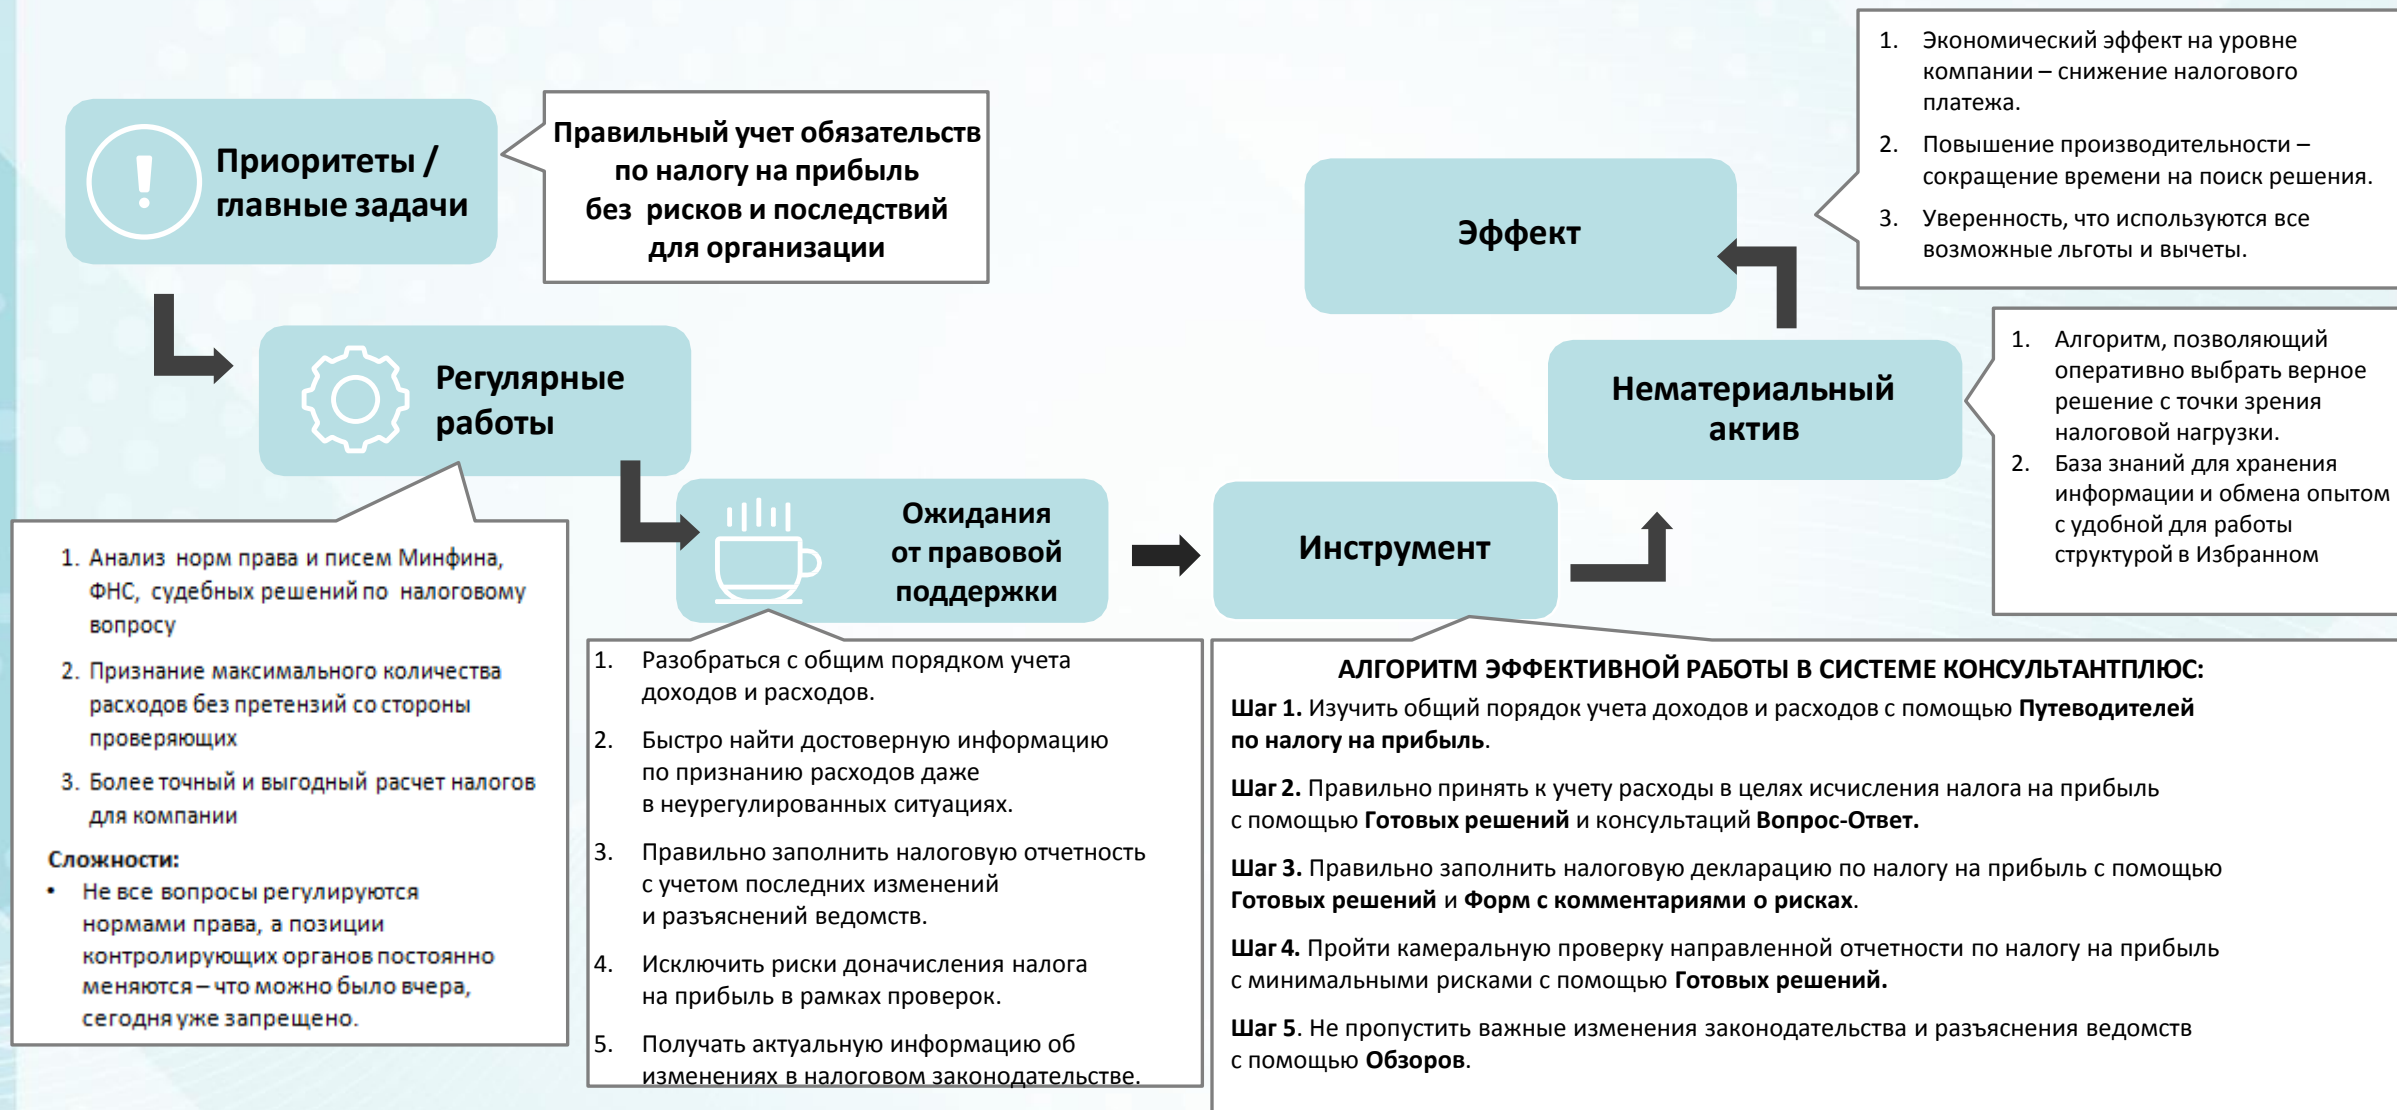 Приоритеты /
главные задачи
Правильный учет обязательств
по налогу на прибыль
без рисков и последствий
для организации
Регулярные
работы
1. Анализ норм права и писем Минфина,
ФНС, судебных решений по налоговому
вопросу
2. Признание максимального количества
расходов без претензий со стороны
проверяющих
3. Более точный и выгодный расчет налогов
для компании
Сложности:
• Не все вопросы регулируются
нормами права, а позиции
контролирующих органов постоянно
меняются – что можно было вчера,
сегодня уже запрещено.
Ожидания
от правовой
поддержки
1. Разобраться с общим порядком учета
доходов и расходов.
2. Быстро найти достоверную информацию
по признанию расходов даже
в неурегулированных ситуациях.
3. Правильно заполнить налоговую отчетность
с учетом последних изменений
и разъяснений ведомств.
4. Исключить риски доначисления налога
на прибыль в рамках проверок.
5. Получать актуальную информацию об
изменениях в налоговом законодательстве.
Инструмент
АЛГОРИТМ ЭФФЕКТИВНОЙ РАБОТЫ В СИСТЕМЕ КОНСУЛЬТАНТПЛЮС:
Шаг 1. Изучить общий порядок учета доходов и расходов с помощью Путеводителей
по налогу на прибыль.
Шаг 2. Правильно принять к учету расходы в целях исчисления налога на прибыль
с помощью Готовых решений и консультаций Вопрос-Ответ.
Шаг 3. Правильно заполнить налоговую декларацию по налогу на прибыль с помощью
Готовых решений и Форм с комментариями о рисках.
Шаг 4. Пройти камеральную проверку направленной отчетности по налогу на прибыль
с минимальными рисками с помощью Готовых решений.
Шаг 5. Не пропустить важные изменения законодательства и разъяснения ведомств
с помощью Обзоров.
Нематериальный
актив
1. Алгоритм, позволяющий
оперативно выбрать верное
решение с точки зрения
налоговой нагрузки.
2. База знаний для хранения
информации и обмена опытом
с удобной для работы
структурой в Избранном
Эффект
1. Экономический эффект на уровне
компании – снижение налогового
платежа.
2. Повышение производительности –
сокращение времени на поиск решения.
3. Уверенность, что используются все
возможные льготы и вычеты.